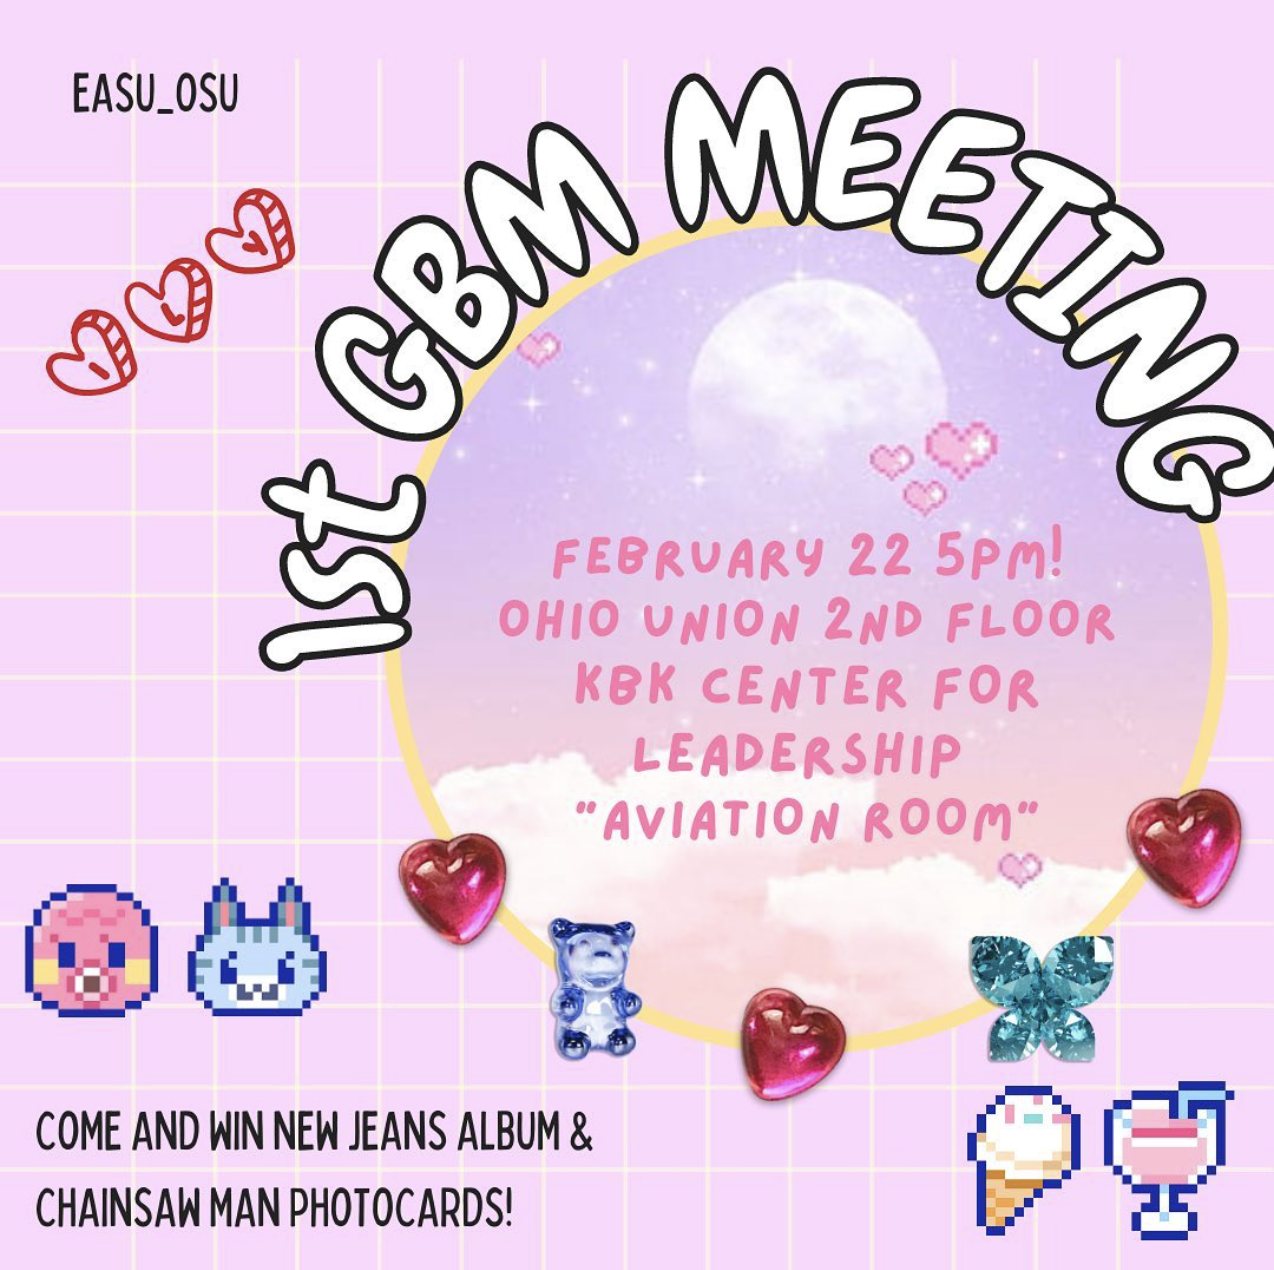 EASU_OSU
1st GBM MEETING
FEBRUARY 22 5PM!
OHIO UNION 2ND FLOOR
KBK CENTER FOR
LEADERSHIP
"AVIATION ROOM"
COME AND WIN NEW JEANS ALBUM &
CHAINSAW MAN PHOTOCARDS!